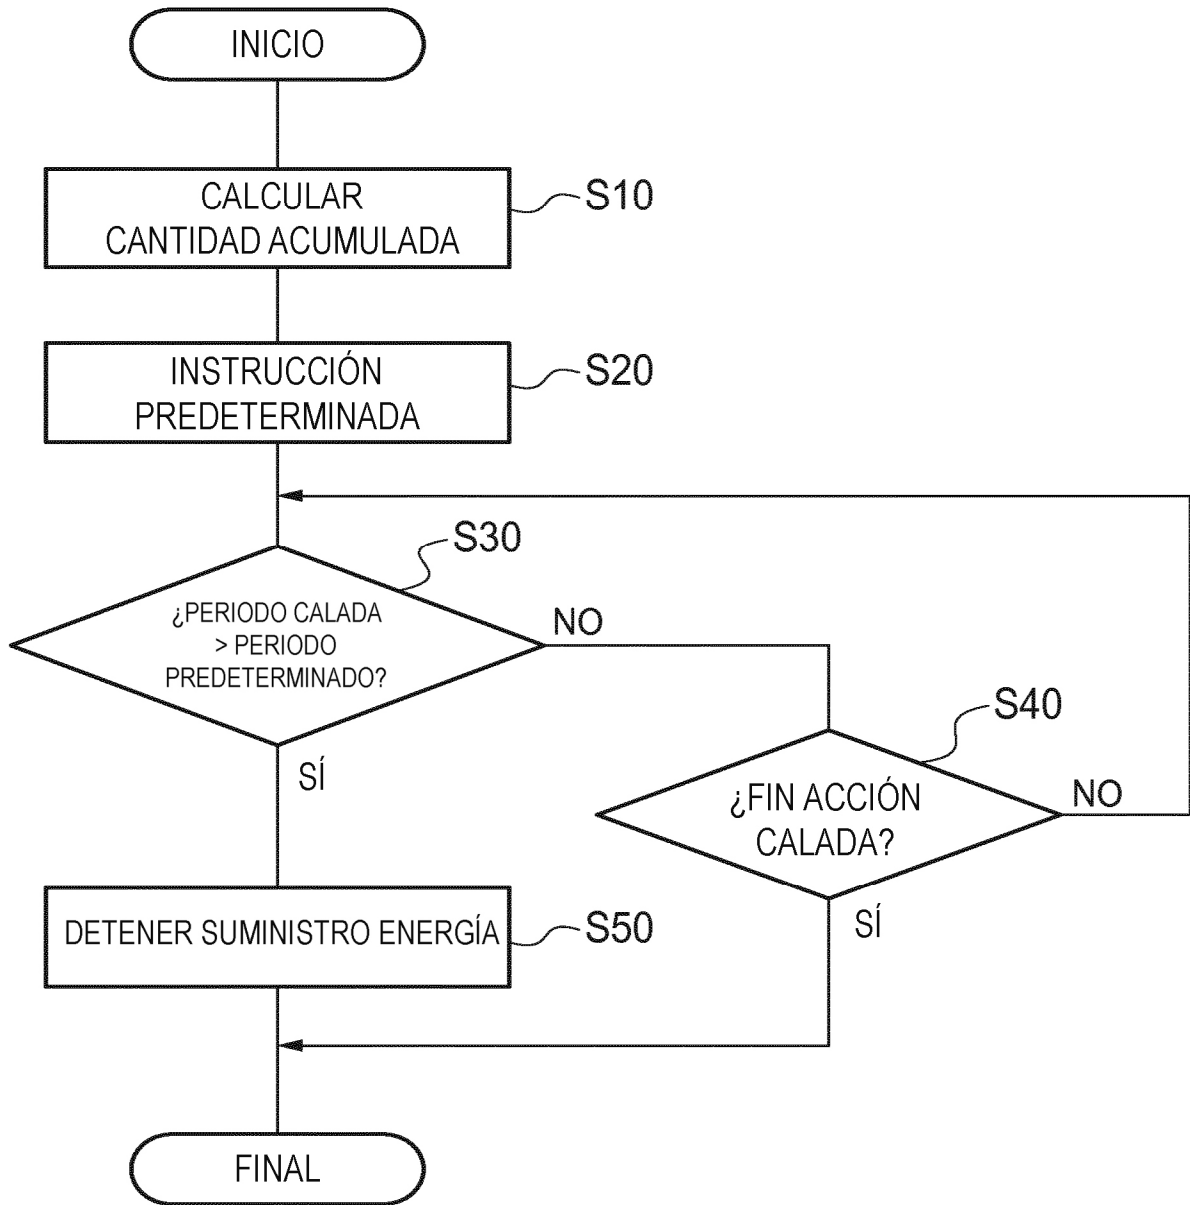 INICIO
CALCULAR
CANTIDAD ACUMULADA
S10
INSTRUCCIÓN
PREDETERMINADA
S20
S30
¿PERIODO CALADA
> PERIODO
PREDETERMINADO?
NO
SÍ
S40
¿FIN ACCIÓN
CALADA?
NO
SÍ
DETENER SUMINISTRO ENERGÍA
S50
FINAL